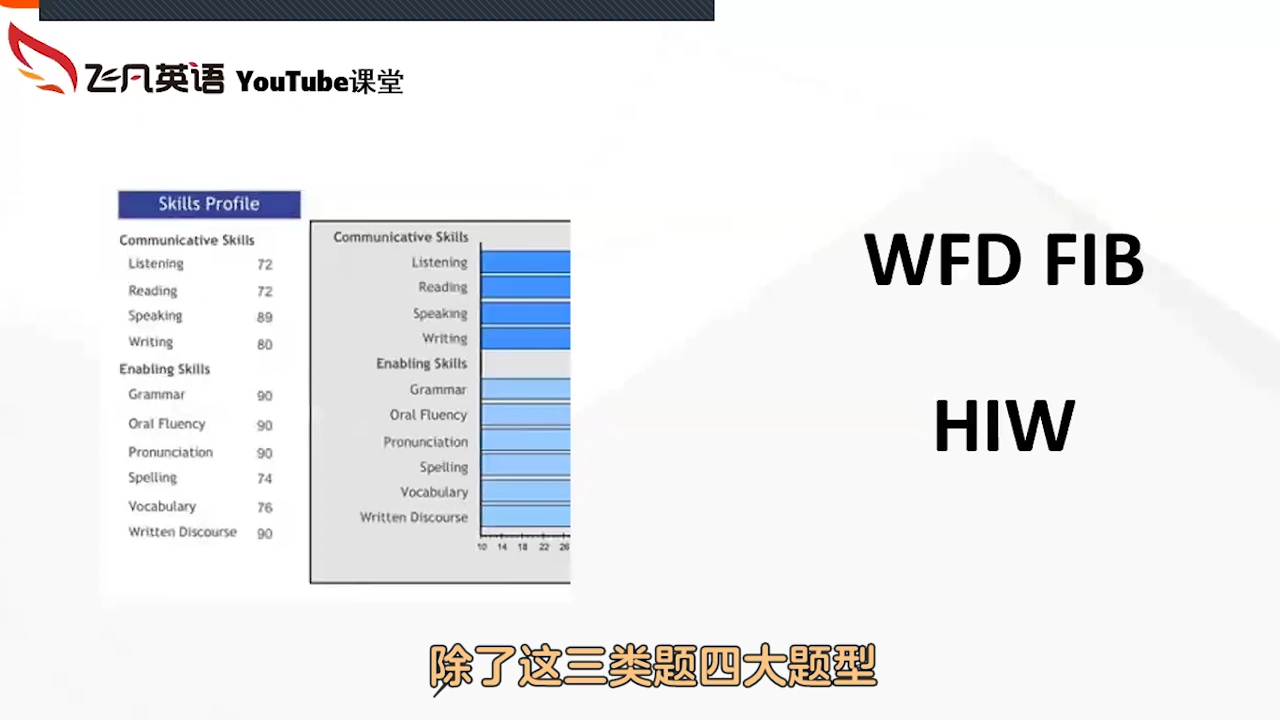 飞凡英语 YouTube课堂
Skills Profile
Communicative Skills
Listening 72
Reading 72
Speaking 89
Writing 80
Enabling Skills
Grammar 90
Oral Fluency 90
Pronunciation 90
Spelling 74
Vocabulary 76
Written Discourse 90
Communicative Skills
Listening
Reading
Speaking
Writing
Enabling Skills
Grammar
Oral Fluency
Pronunciation
Spelling
Vocabulary
Written Discourse
10 14 18 22 26
WFD FIB
HIW
除了这三类题四大题型